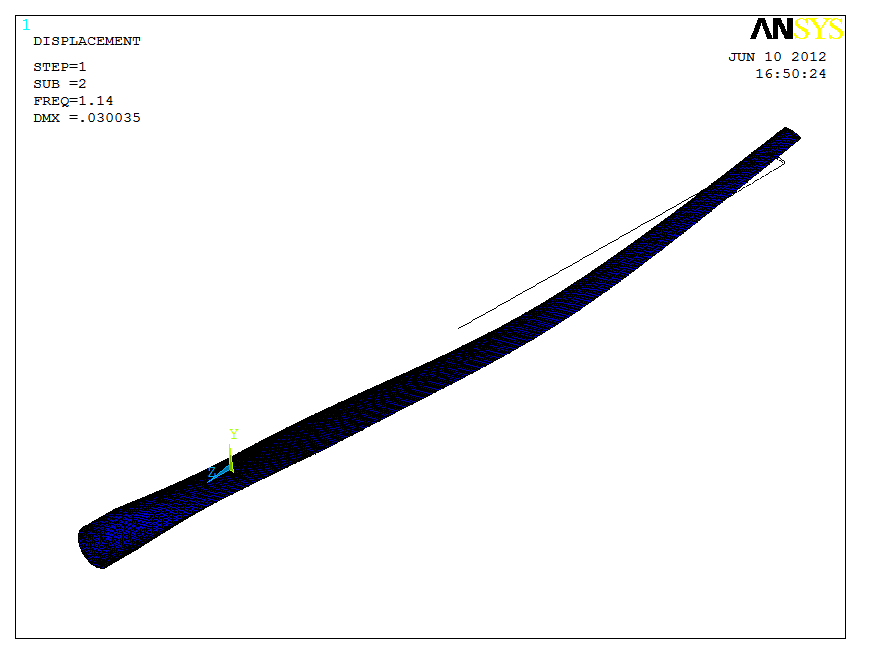 1
DISPLACEMENT
STEP=1
SUB =2
FREQ=1.14
DMX =.030035
ANSYS
JUN 10 2012
16:50:24
Y
Z